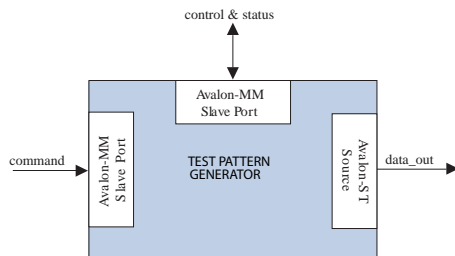 control & status
Avalon-MM
Slave Port
command
Avalon-MM
Slave Port
TEST PATTERN
GENERATOR
Avalon-ST
Source
data_out